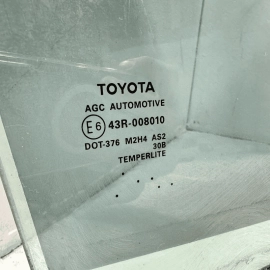 TOYOTA
AGC AUTOMOTIVE
E6 43R-008010
DOT-376 M2H4 AS2
30B
TEMPERLITE